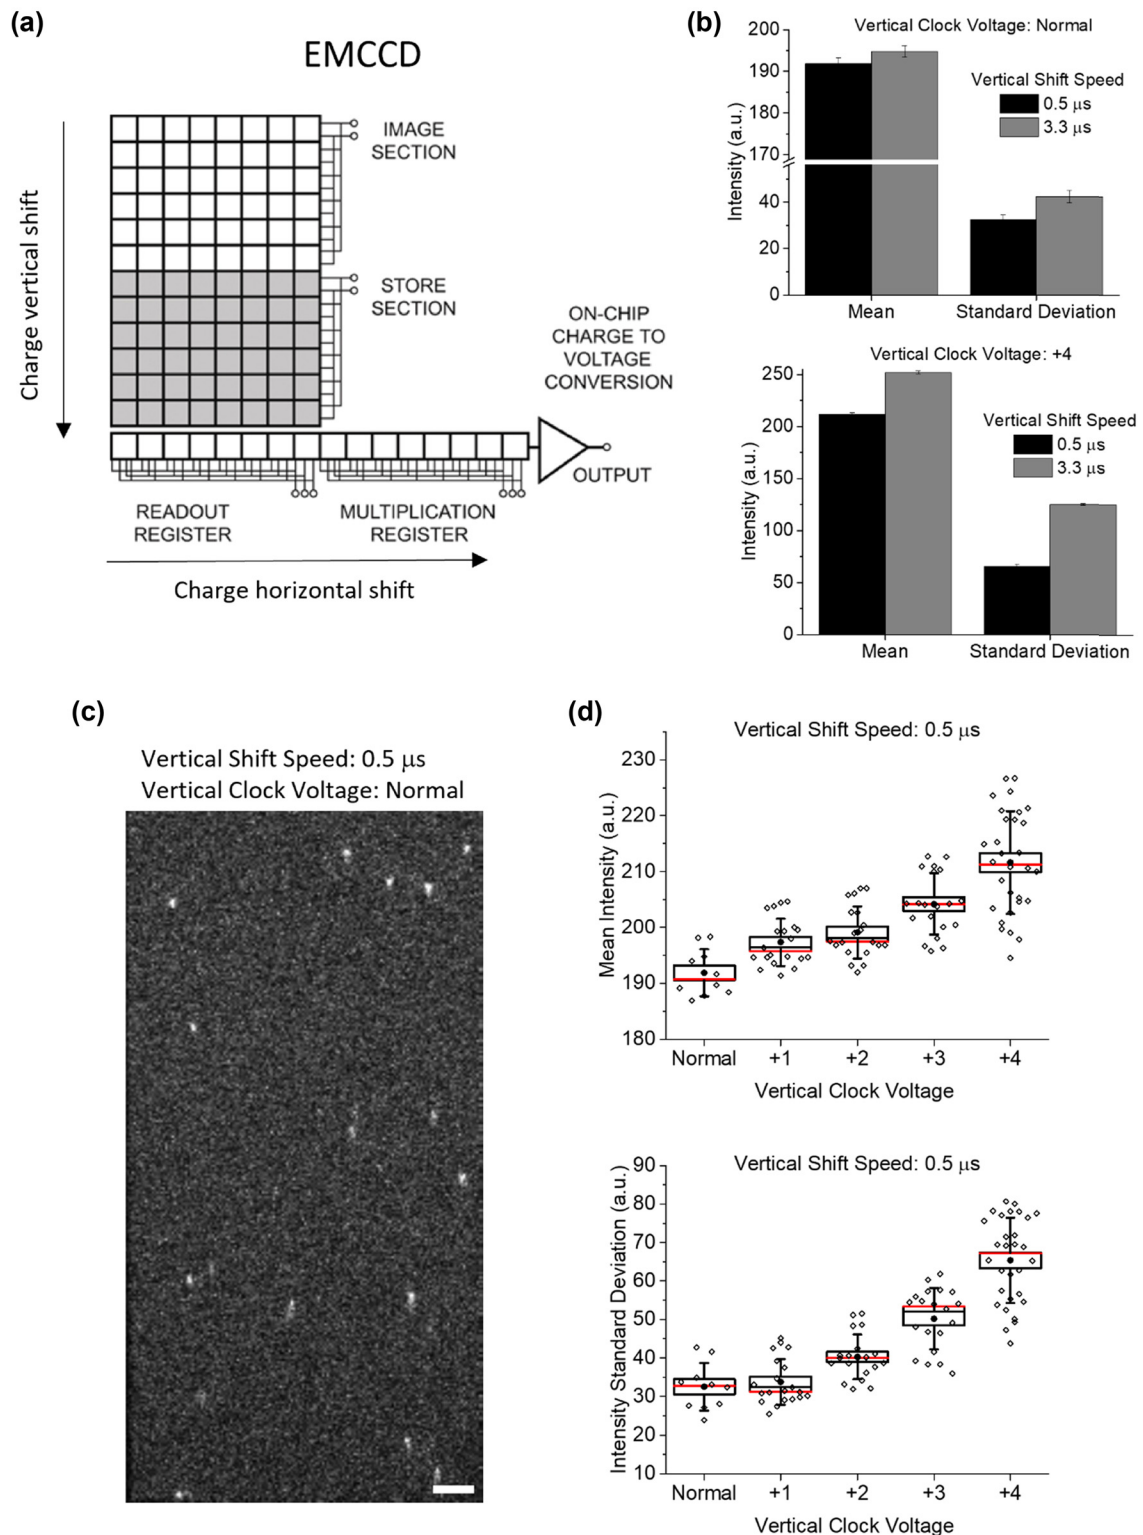 (a)
EMCCD
Charge vertical shift
IMAGE
SECTION
STORE
SECTION
ON-CHIP
CHARGE TO
VOLTAGE
CONVERSION
OUTPUT
READOUT
REGISTER
MULTIPLICATION
REGISTER
Charge horizontal shift
(b)
Vertical Clock Voltage: Normal
Intensity (a.u.)
200
190
180
170
40
20
0
Vertical Shift Speed
0.5 μs
3.3 μs
Mean
Standard Deviation
Vertical Clock Voltage: +4
Intensity (a.u.)
250
200
150
100
50
0
Vertical Shift Speed
0.5 μs
3.3 μs
Mean
Standard Deviation
(c)
Vertical Shift Speed: 0.5 μs
Vertical Clock Voltage: Normal
(d)
Vertical Shift Speed: 0.5 μs
Mean Intensity (a.u.)
230
220
210
200
190
180
Normal
+1
+2
+3
+4
Vertical Clock Voltage
Vertical Shift Speed: 0.5 μs
Intensity Standard Deviation (a.u.)
90
80
70
60
50
40
30
20
10
Normal
+1
+2
+3
+4
Vertical Clock Voltage